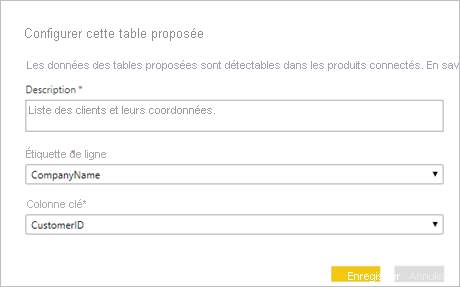 Configurer cette table proposée
Les données des tables proposées sont détectables dans les produits connectés. En sav
Description *
Liste des clients et leurs coordonnées.
Étiquette de ligne *
CompanyName
Colonne clé*
CustomerID
Enregistrer Annuler